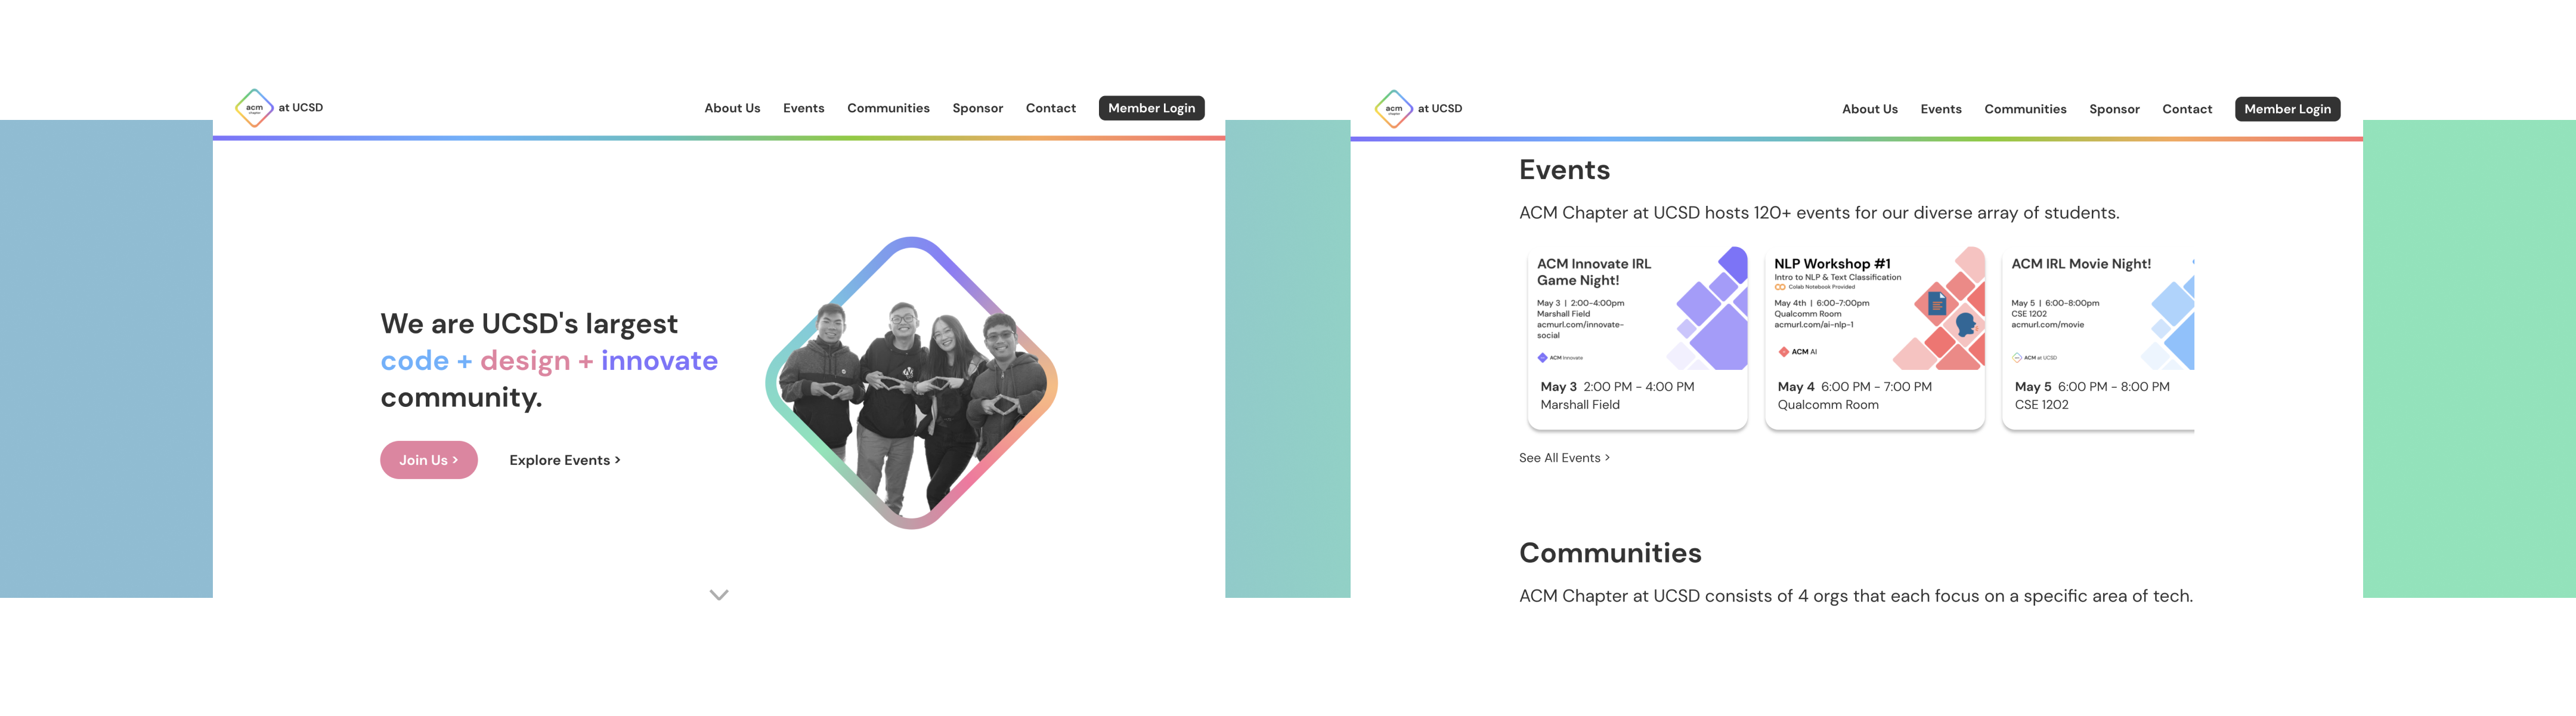 acm
chapter
at UCSD
About Us
Events
Communities
Sponsor
Contact
Member Login
We are UCSD's largest
code + design + innovate
community.
Join Us >
Explore Events >
acm
chapter
at UCSD
About Us
Events
Communities
Sponsor
Contact
Member Login
Events
ACM Chapter at UCSD hosts 120+ events for our diverse array of students.
ACM Innovate IRL
Game Night!
May 3 | 2:00-4:00pm
Marshall Field
acmurl.com/innovate-
social
ACM Innovate
May 3 2:00 PM - 4:00 PM
Marshall Field
NLP Workshop #1
Intro to NLP & Text Classification
Colab Notebook Provided
May 4th | 6:00-7:00pm
Qualcomm Room
acmurl.com/ai-nlp-1
ACM AI
May 4 6:00 PM - 7:00 PM
Qualcomm Room
ACM IRL Movie Night!
May 5 | 6:00-8:00pm
CSE 1202
acmurl.com/movie
ACM at UCSD
May 5 6:00 PM - 8:00 PM
CSE 1202
See All Events >
Communities
ACM Chapter at UCSD consists of 4 orgs that each focus on a specific area of tech.